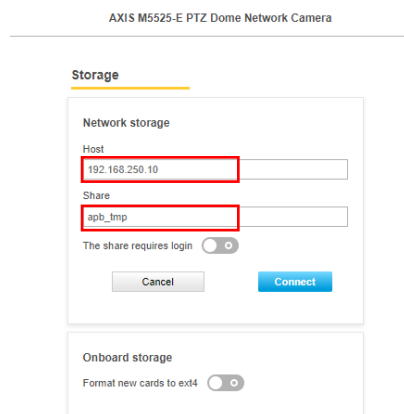 AXIS M5525-E PTZ Dome Network Camera
Storage
Network storage
Host
192.168.250.10
Share
apb_tmp
The share requires login
Cancel
Connect
Onboard storage
Format new cards to ext4